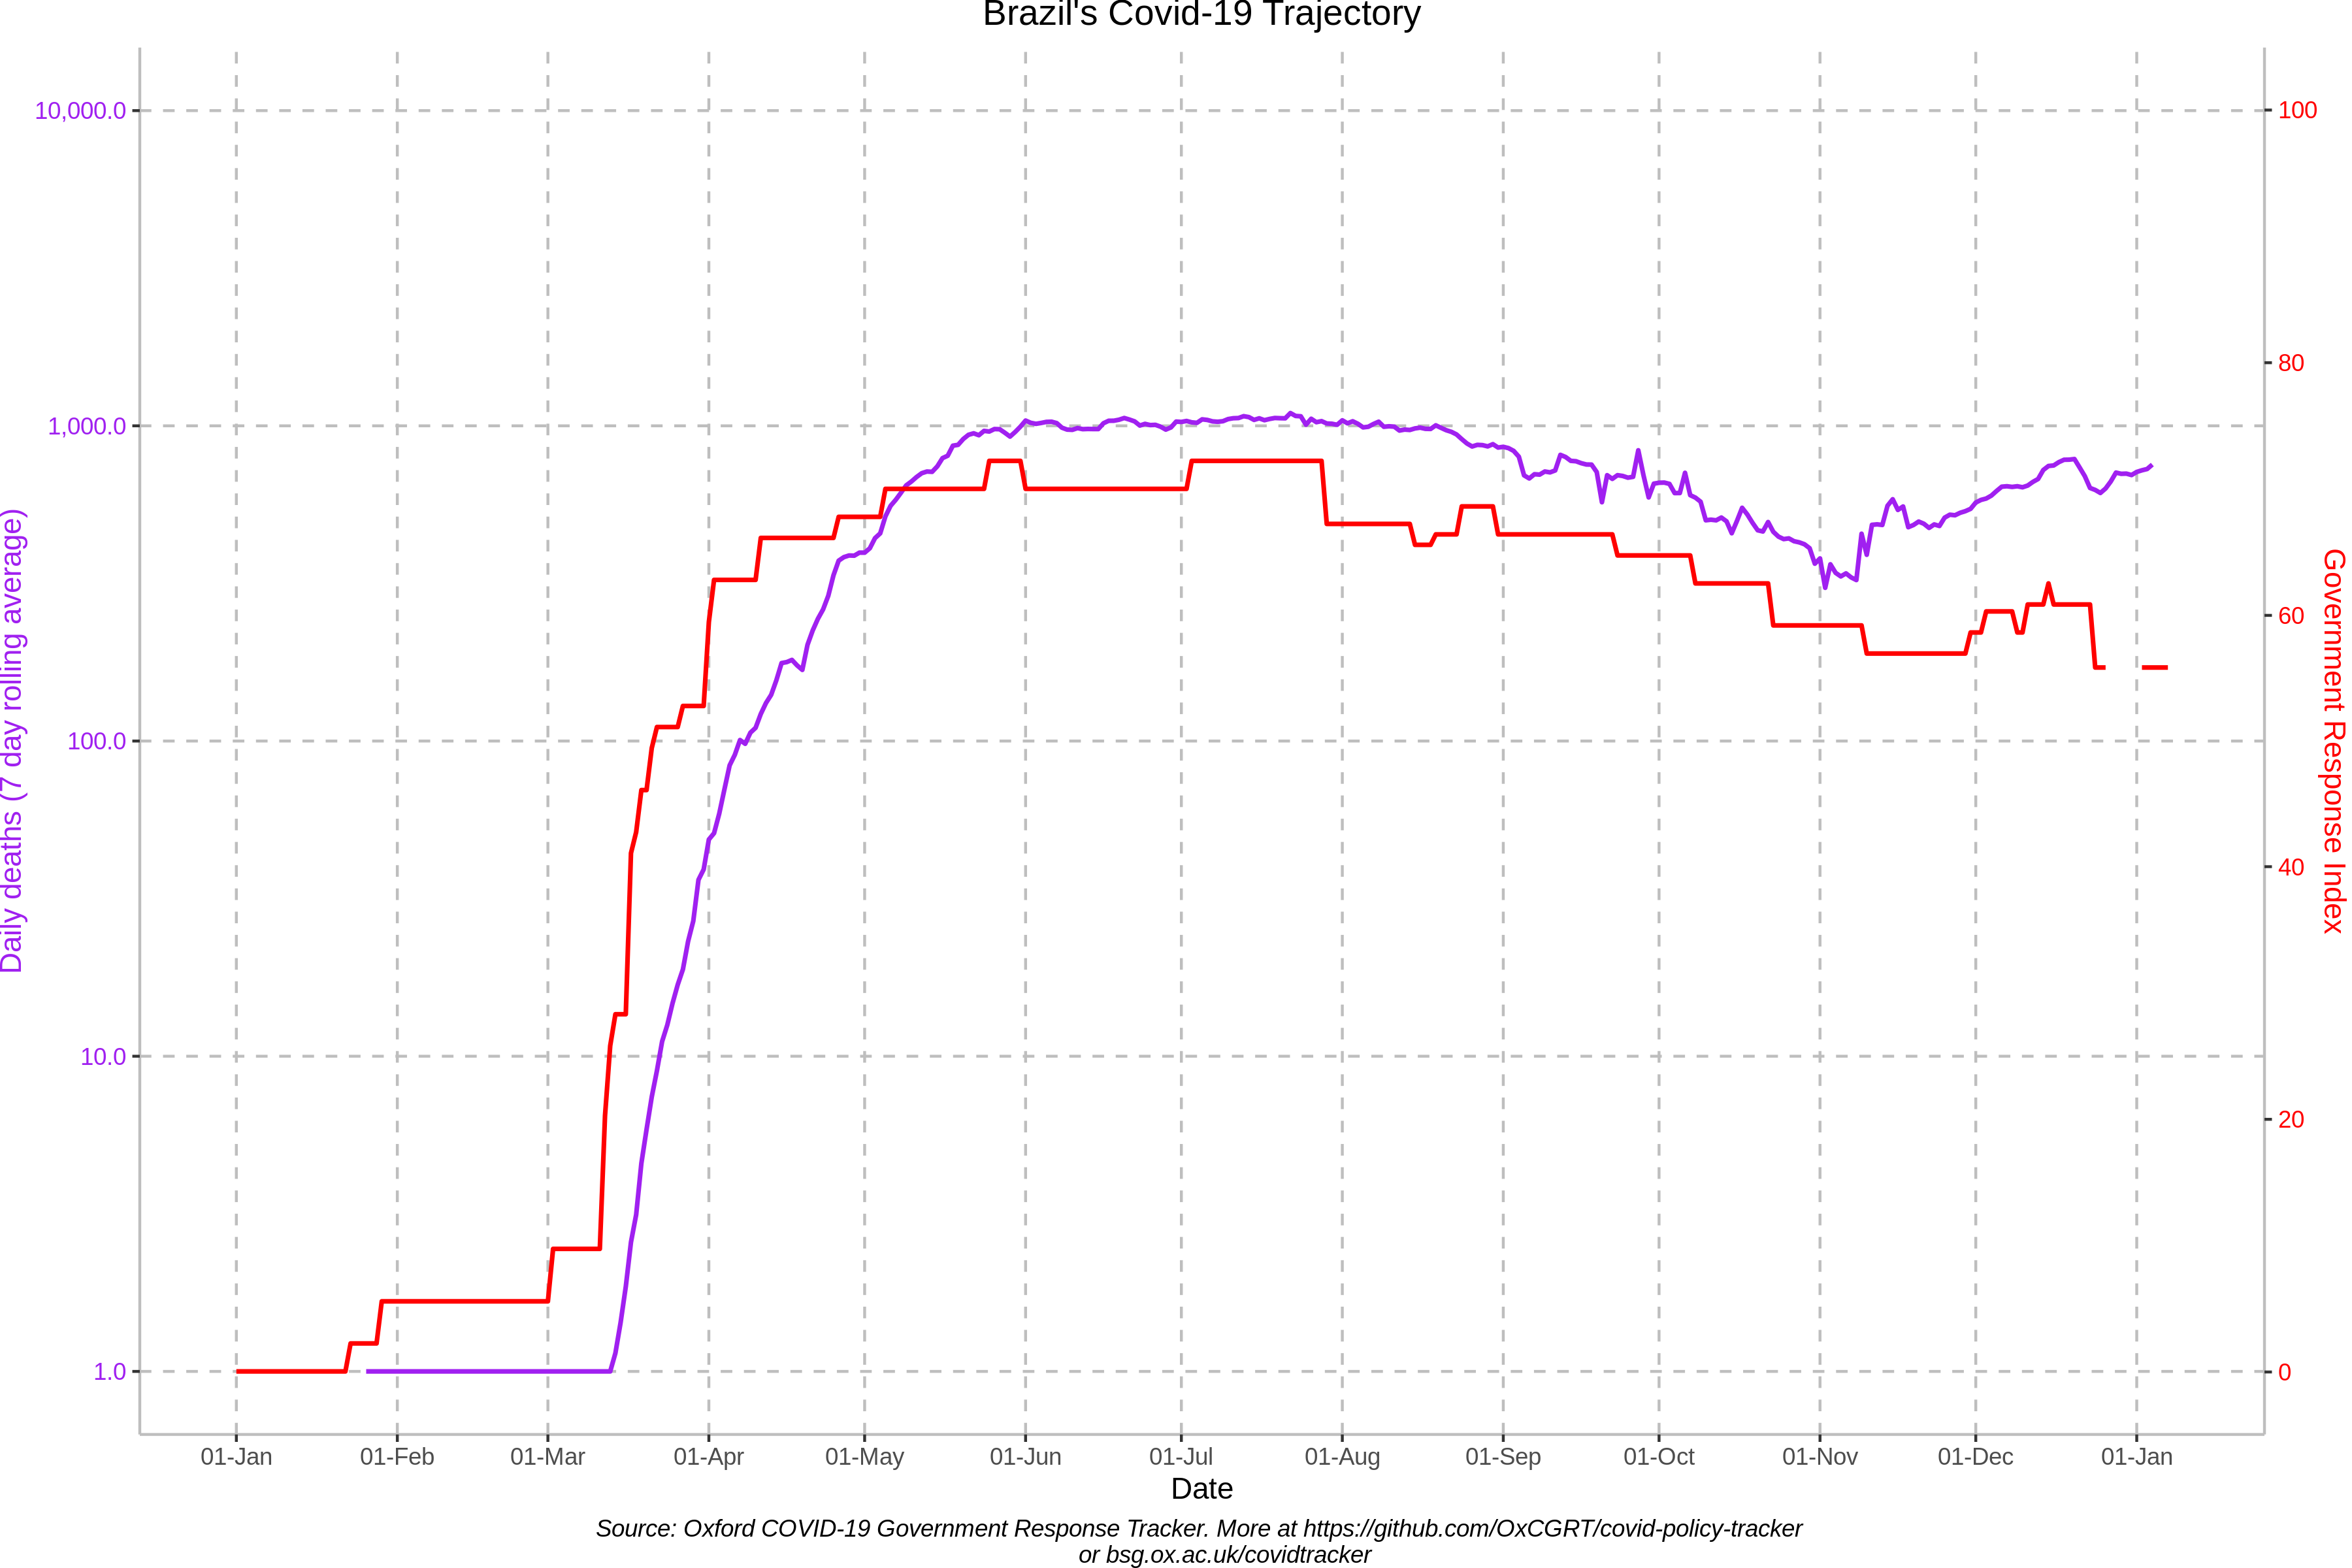 Brazil's Covid-19 Trajectory
Daily deaths (7 day rolling average)
10,000.0
1,000.0
100.0
10.0
1.0
100
80
60
40
20
0
Government Response Index
01-Jan 01-Feb 01-Mar 01-Apr 01-May 01-Jun 01-Jul 01-Aug 01-Sep 01-Oct 01-Nov 01-Dec 01-Jan
Date
Source: Oxford COVID-19 Government Response Tracker. More at https://github.com/OxCGRT/covid-policy-tracker
or bsg.ox.ac.uk/covidtracker